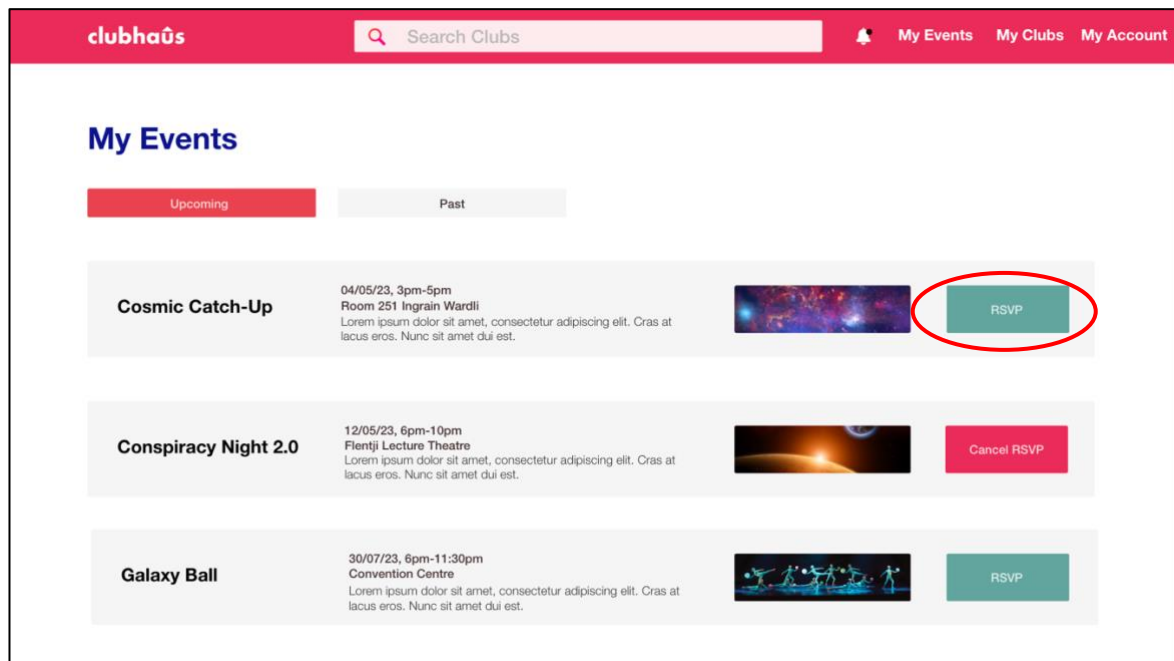 clubhaûs
Search Clubs
My Events
My Clubs
My Account
My Events
Upcoming
Past
Cosmic Catch-Up
04/05/23, 3pm-5pm
Room 251 Ingrain Wardli
Lorem ipsum dolor sit amet, consectetur adipiscing elit. Cras at
lacus eros. Nunc sit amet dui est.
RSVP
Conspiracy Night 2.0
12/05/23, 6pm-10pm
Flentji Lecture Theatre
Lorem ipsum dolor sit amet, consectetur adipiscing elit. Cras at
lacus eros. Nunc sit amet dui est.
Cancel RSVP
Galaxy Ball
30/07/23, 6pm-11:30pm
Convention Centre
Lorem ipsum dolor sit amet, consectetur adipiscing elit. Cras at
lacus eros. Nunc sit amet dui est.
RSVP